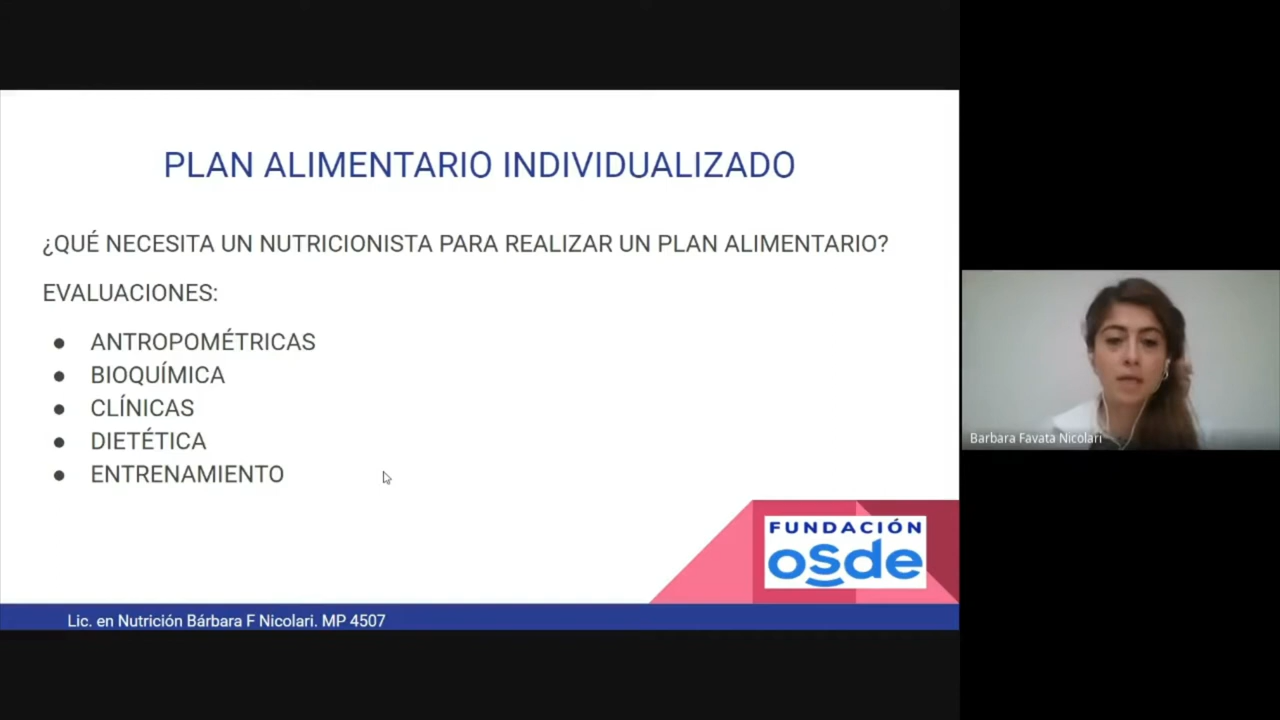 PLAN ALIMENTARIO INDIVIDUALIZADO
¿QUÉ NECESITA UN NUTRICIONISTA PARA REALIZAR UN PLAN ALIMENTARIO?
EVALUACIONES:
● ANTROPOMÉTRICAS
● BIOQUÍMICA
● CLÍNICAS
● DIETÉTICA
● ENTRENAMIENTO
FUNDACIÓN
osde
Lic. en Nutrición Bárbara F Nicolari. MP 4507
Barbara Favata Nicolari